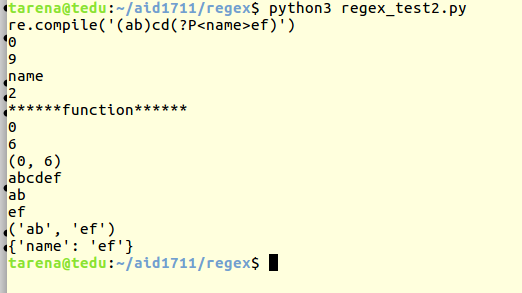 tarena@tedu:~/aid1711/regex$ python3 regex_test2.py
re.compile('(ab)cd(?P<name>ef)')
0
9
name
2
******function******
0
6
(0, 6)
abcdef
ab
ef
('ab', 'ef')
{'name': 'ef'}
tarena@tedu:~/aid1711/regex$